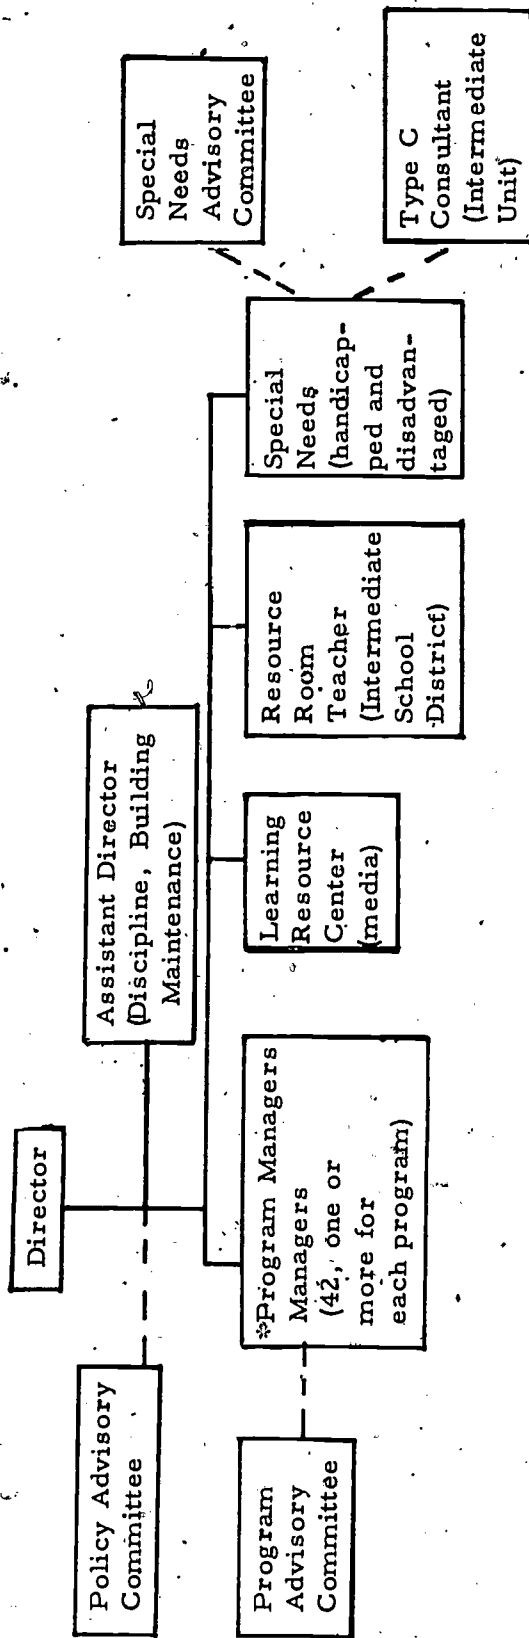 Director
Policy Advisory
Committee
Assistant Director
(Discipline, Building
Maintenance)
Program
Advisory
Committee
*Program Managers
Managers
(42, one or
more for
each program)
Learning
Resource
Center
(media)
Resource
Room
Teacher
(Intermediate
School
District)
Special
Needs
(handicap-
ped and
disadvan-
taged)
Special
Needs
Advisory
Committee
Type C
Consultant
(Intermediate
Unit)